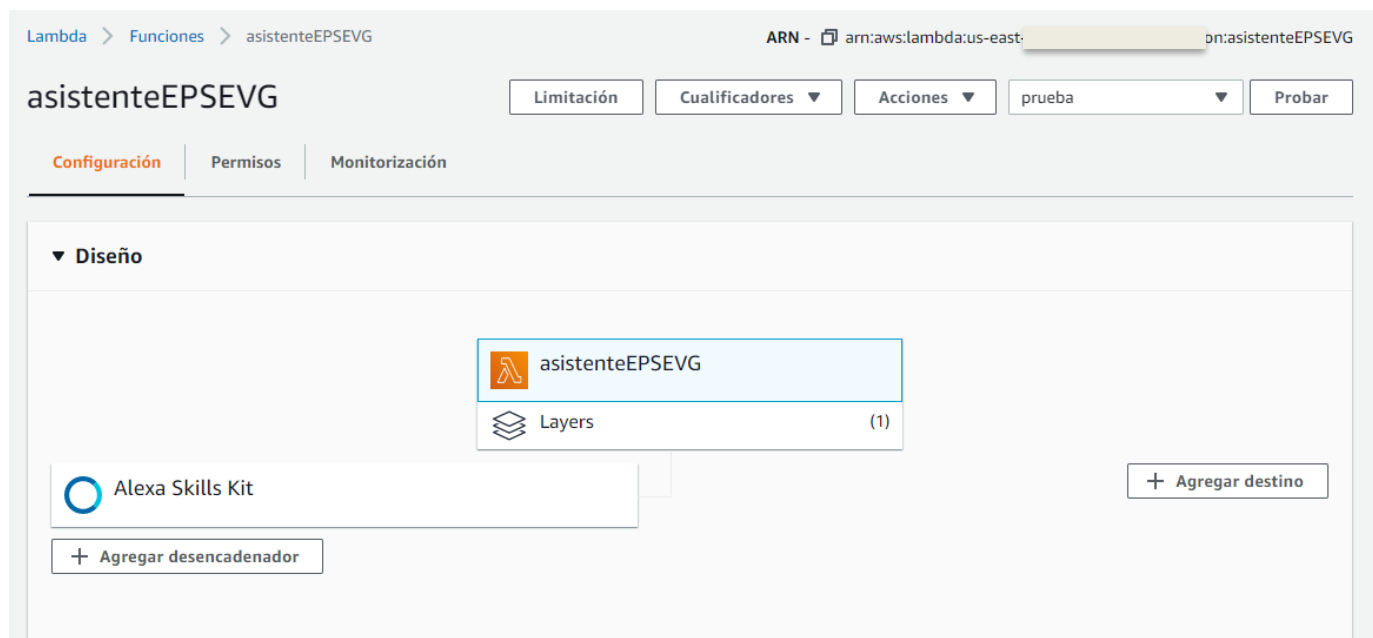 Lambda > Funciones > asistenteEPSEVG
ARN - arn:aws:lambda:us-east- on:asistenteEPSEVG
asistenteEPSEVG
Limitación Cualificadores ▼ Acciones ▼ prueba ▼ Probar
Configuración Permisos Monitorización
▼ Diseño
asistenteEPSEVG
Layers (1)
Alexa Skills Kit
+ Agregar destino
+ Agregar desencadenador